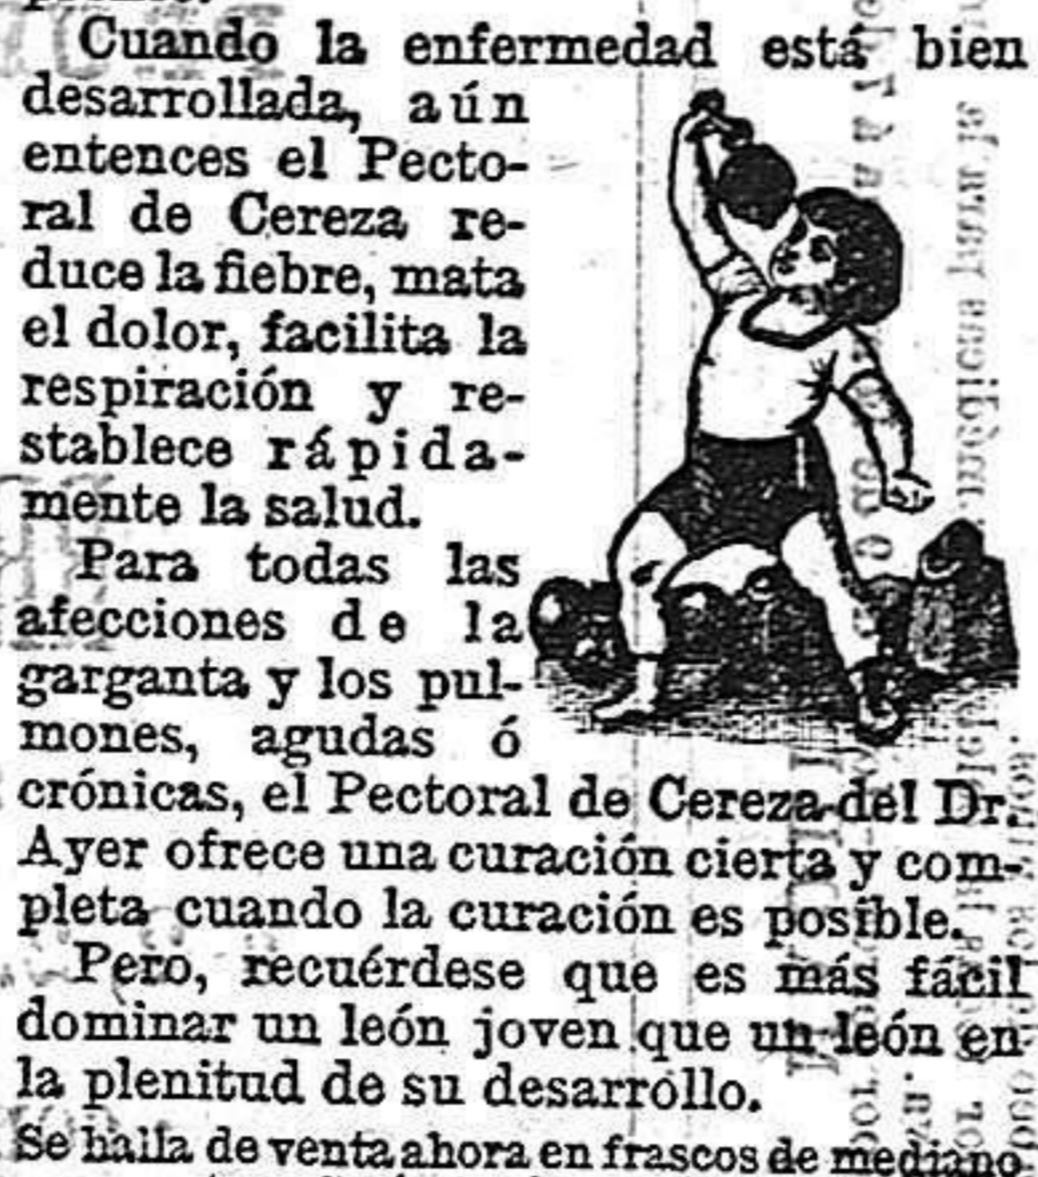 Cuando la enfermedad está bien
desarrollada, aún
entences el Pecto-
ral de Cereza re-
duce la fiebre, mata
el dolor, facilita la
respiración y re-
stablece rápida-
mente la salud.
Para todas las
afecciones de la
garganta y los pul-
mones, agudas ó
crónicas, el Pectoral de Cereza del Dr.
Ayer ofrece una curación cierta y com-
pleta cuando la curación es posible.
Pero, recuérdese que es más fácil
dominar un león joven que un león en
la plenitud de su desarrollo.
Se halla de venta ahora en frascos de mediano